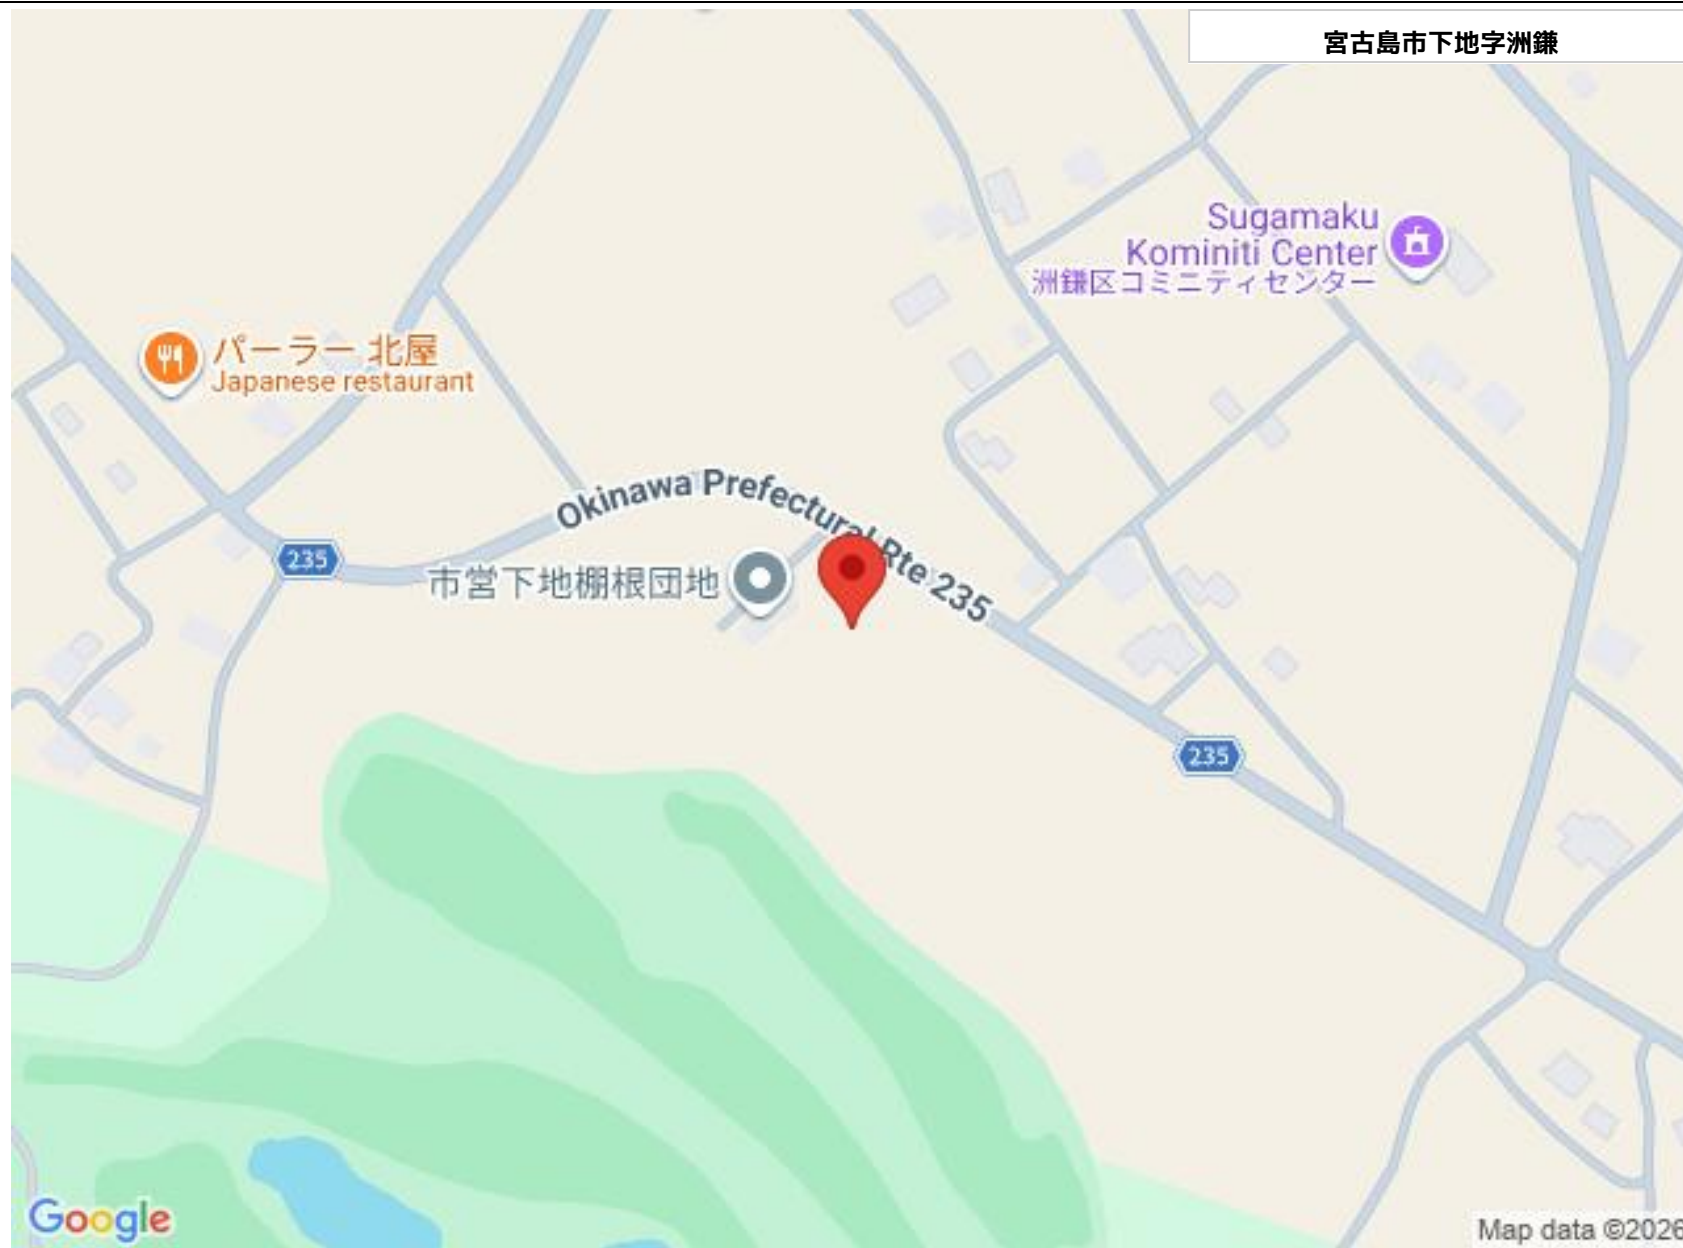 宮古島市下地字洲鎌
Sugamaku
Kominiti Center
洲鎌区コミニティセンター
パーラー 北屋
Japanese restaurant
Okinawa Prefectural Rte 235
235
市営下地棚根団地
235
Google
Map data ©2026